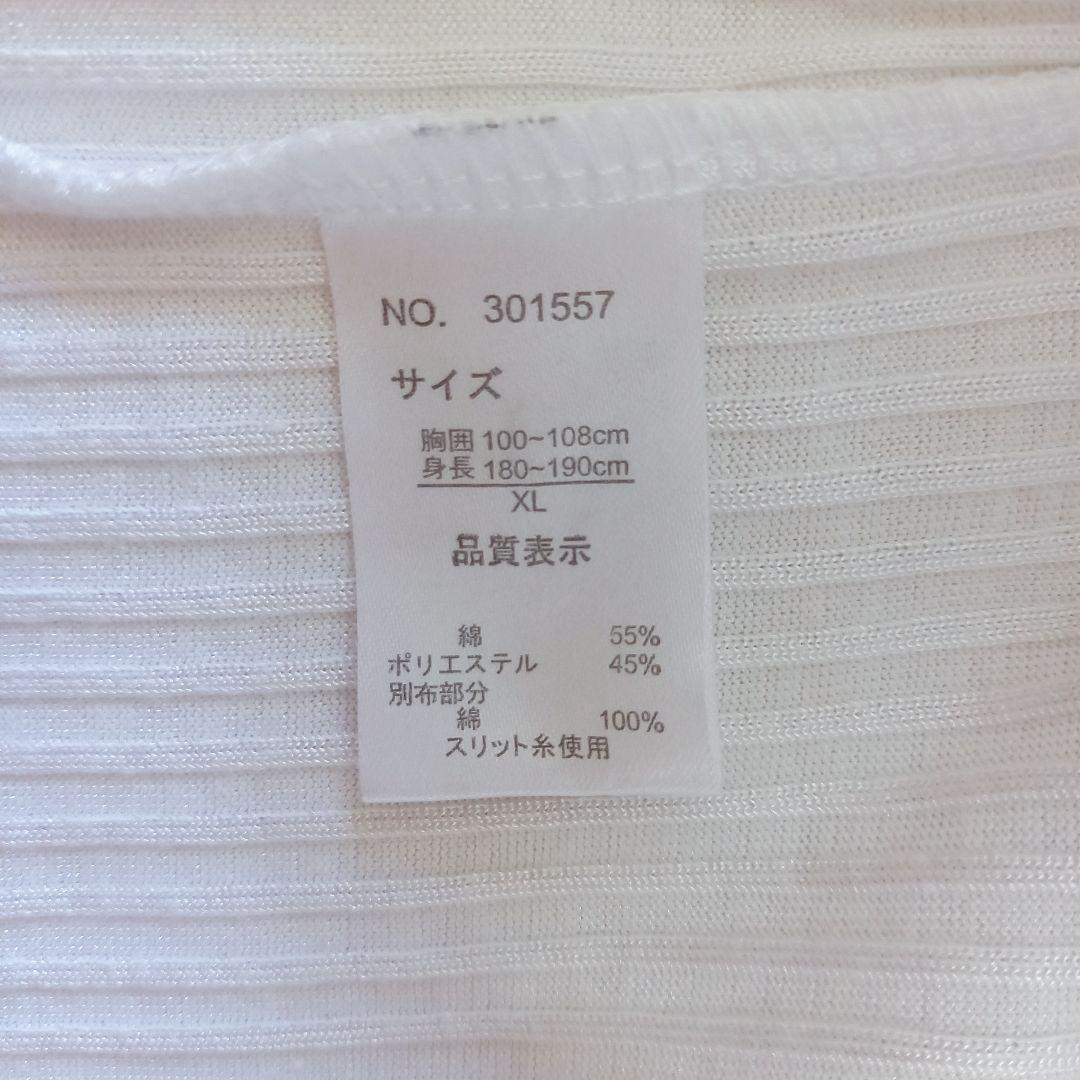 NO. 301557
サイズ
胸囲 100~108cm
身長 180~190cm
XL
品質表示
綿 55%
ポリエステル 45%
別布部分
綿 100%
スリット糸使用